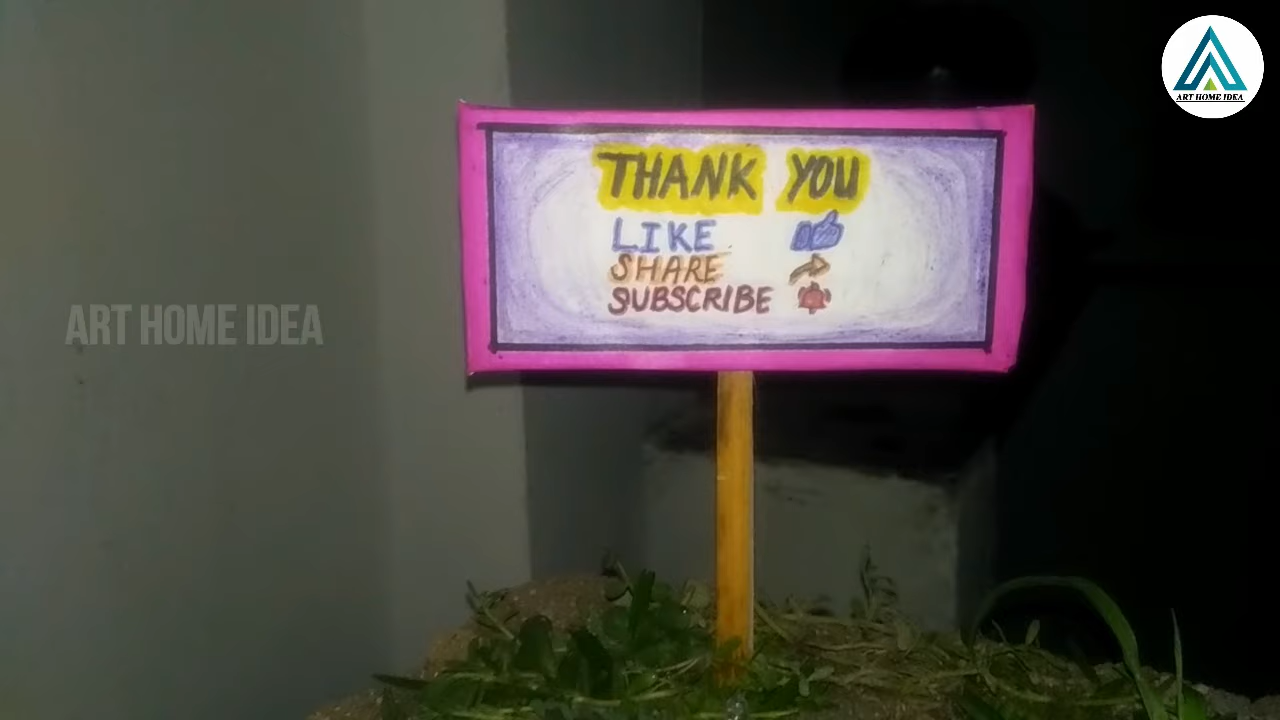 ART HOME IDEA
THANK YOU
LIKE
SHARE
SUBSCRIBE
ART HOME IDEA